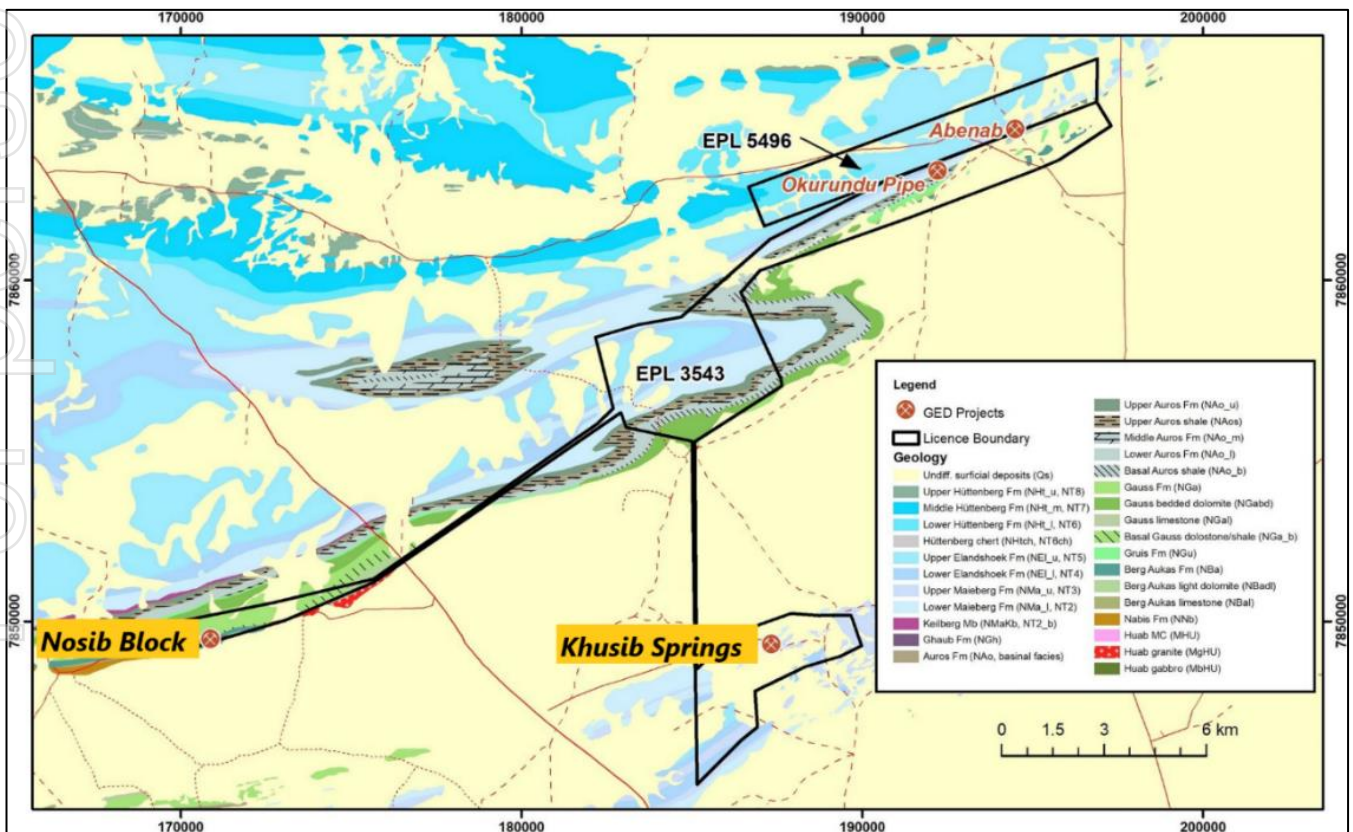 170000
180000
190000
200000
Abenab
EPL 5496
Okurundu Pipe
7860000
7860000
EPL 3543
Legend
GED Projects
Licence Boundary
Geology
Undiff. surficial deposits (Qs)
Upper Hüttenberg Fm (NHt_u, NT8)
Middle Hüttenberg Fm (NHt_m, NT7)
Lower Hüttenberg Fm (NHt_l, NT6)
Hüttenberg chert (NHtch, NT6ch)
Upper Elandshoek Fm (NEl_u, NT5)
Lower Elandshoek Fm (NEl_l, NT4)
Upper Maieberg Fm (NMa_u, NT3)
Lower Maieberg Fm (NMa_l, NT2)
Keilberg Mb (NMaKb, NT2_b)
Ghaub Fm (NGh)
Auros Fm (NAo, basinal facies)
Upper Auros Fm (NAo_u)
Upper Auros shale (NAos)
Middle Auros Fm (NAo_m)
Lower Auros Fm (NAo_l)
Basal Auros shale (NAo_b)
Gauss Fm (NGa)
Gauss bedded dolomite (NGabd)
Gauss limestone (NGal)
Basal Gauss dolostone/shale (NGa_b)
Gruis Fm (NGu)
Berg Aukas Fm (NBa)
Berg Aukas light dolomite (NBadl)
Berg Aukas limestone (NBal)
Nabis Fm (NNb)
Huab MC (MHU)
Huab granite (MgHU)
Huab gabbro (MbHU)
7850000
7850000
Nosib Block
Khusib Springs
0 1.5 3 6 km
170000
180000
190000
200000